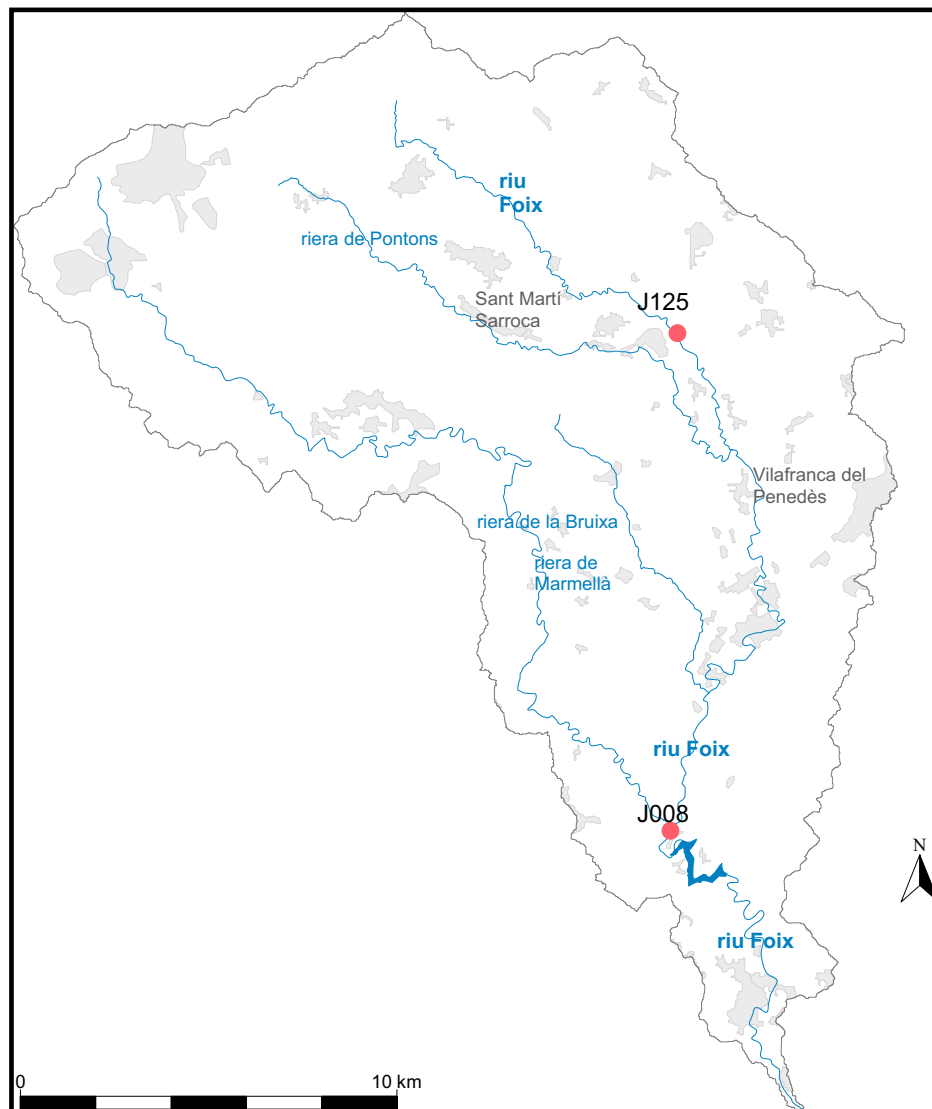 riu
Foix
riera de Pontons
Sant Martí
Sarroca
J125
Vilafranca del
Penedès
riera de la Bruixa
riera de
Marmellà
riu Foix
J008
N
riu Foix
0
10 km